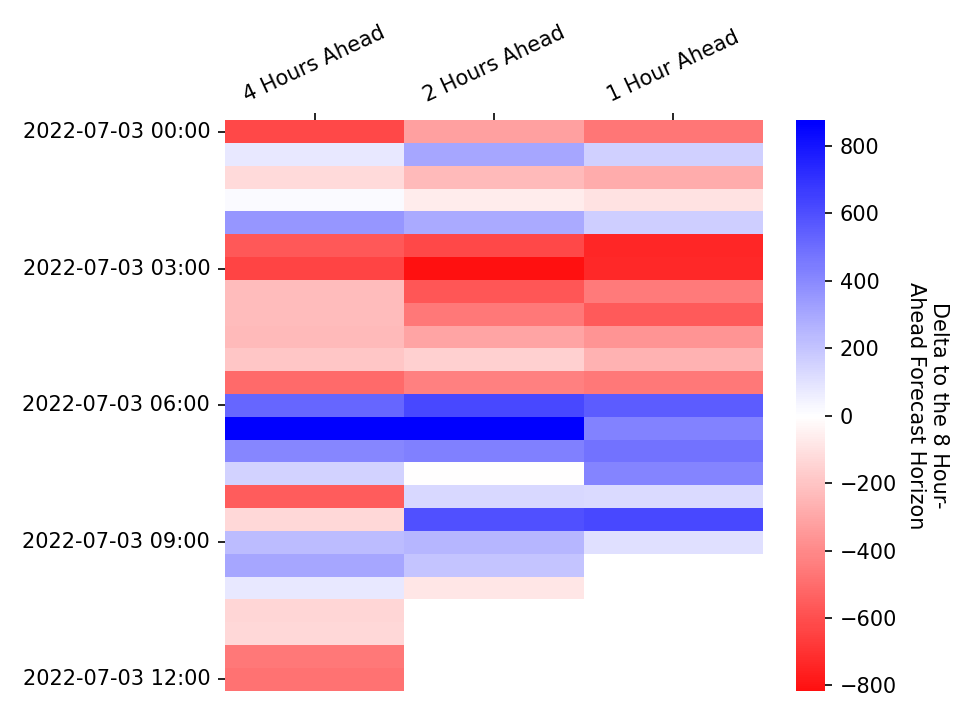 4 Hours Ahead
2 Hours Ahead
1 Hour Ahead
2022-07-03 00:00
2022-07-03 03:00
2022-07-03 06:00
2022-07-03 09:00
2022-07-03 12:00
800
600
400
200
0
−200
−400
−600
−800
Delta to the 8 Hour-
Ahead Forecast Horizon